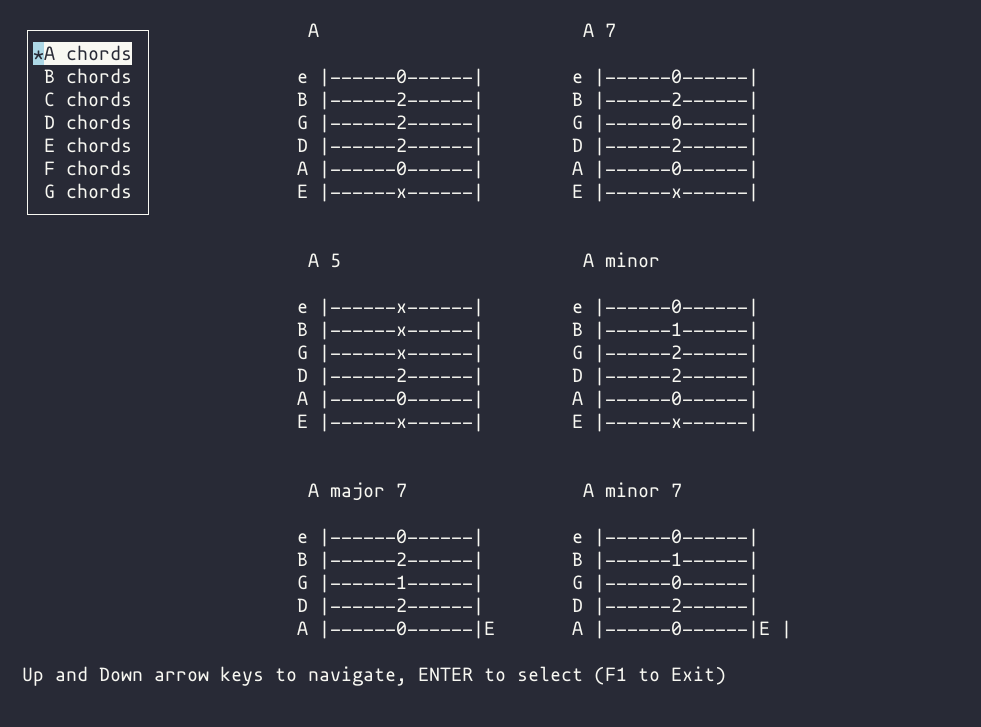 *A chords
B chords
C chords
D chords
E chords
F chords
G chords
A
e |------0------|
B |------2------|
G |------2------|
D |------2------|
A |------0------|
E |------x------|
A 7
e |------0------|
B |------2------|
G |------0------|
D |------2------|
A |------0------|
E |------x------|
A 5
e |------x------|
B |------x------|
G |------x------|
D |------2------|
A |------0------|
E |------x------|
A minor
e |------0------|
B |------1------|
G |------2------|
D |------2------|
A |------0------|
E |------x------|
A major 7
e |------0------|
B |------2------|
G |------1------|
D |------2------|
A |------0------|E
A minor 7
e |------0------|
B |------1------|
G |------0------|
D |------2------|
A |------0------|E |
Up and Down arrow keys to navigate, ENTER to select (F1 to Exit)